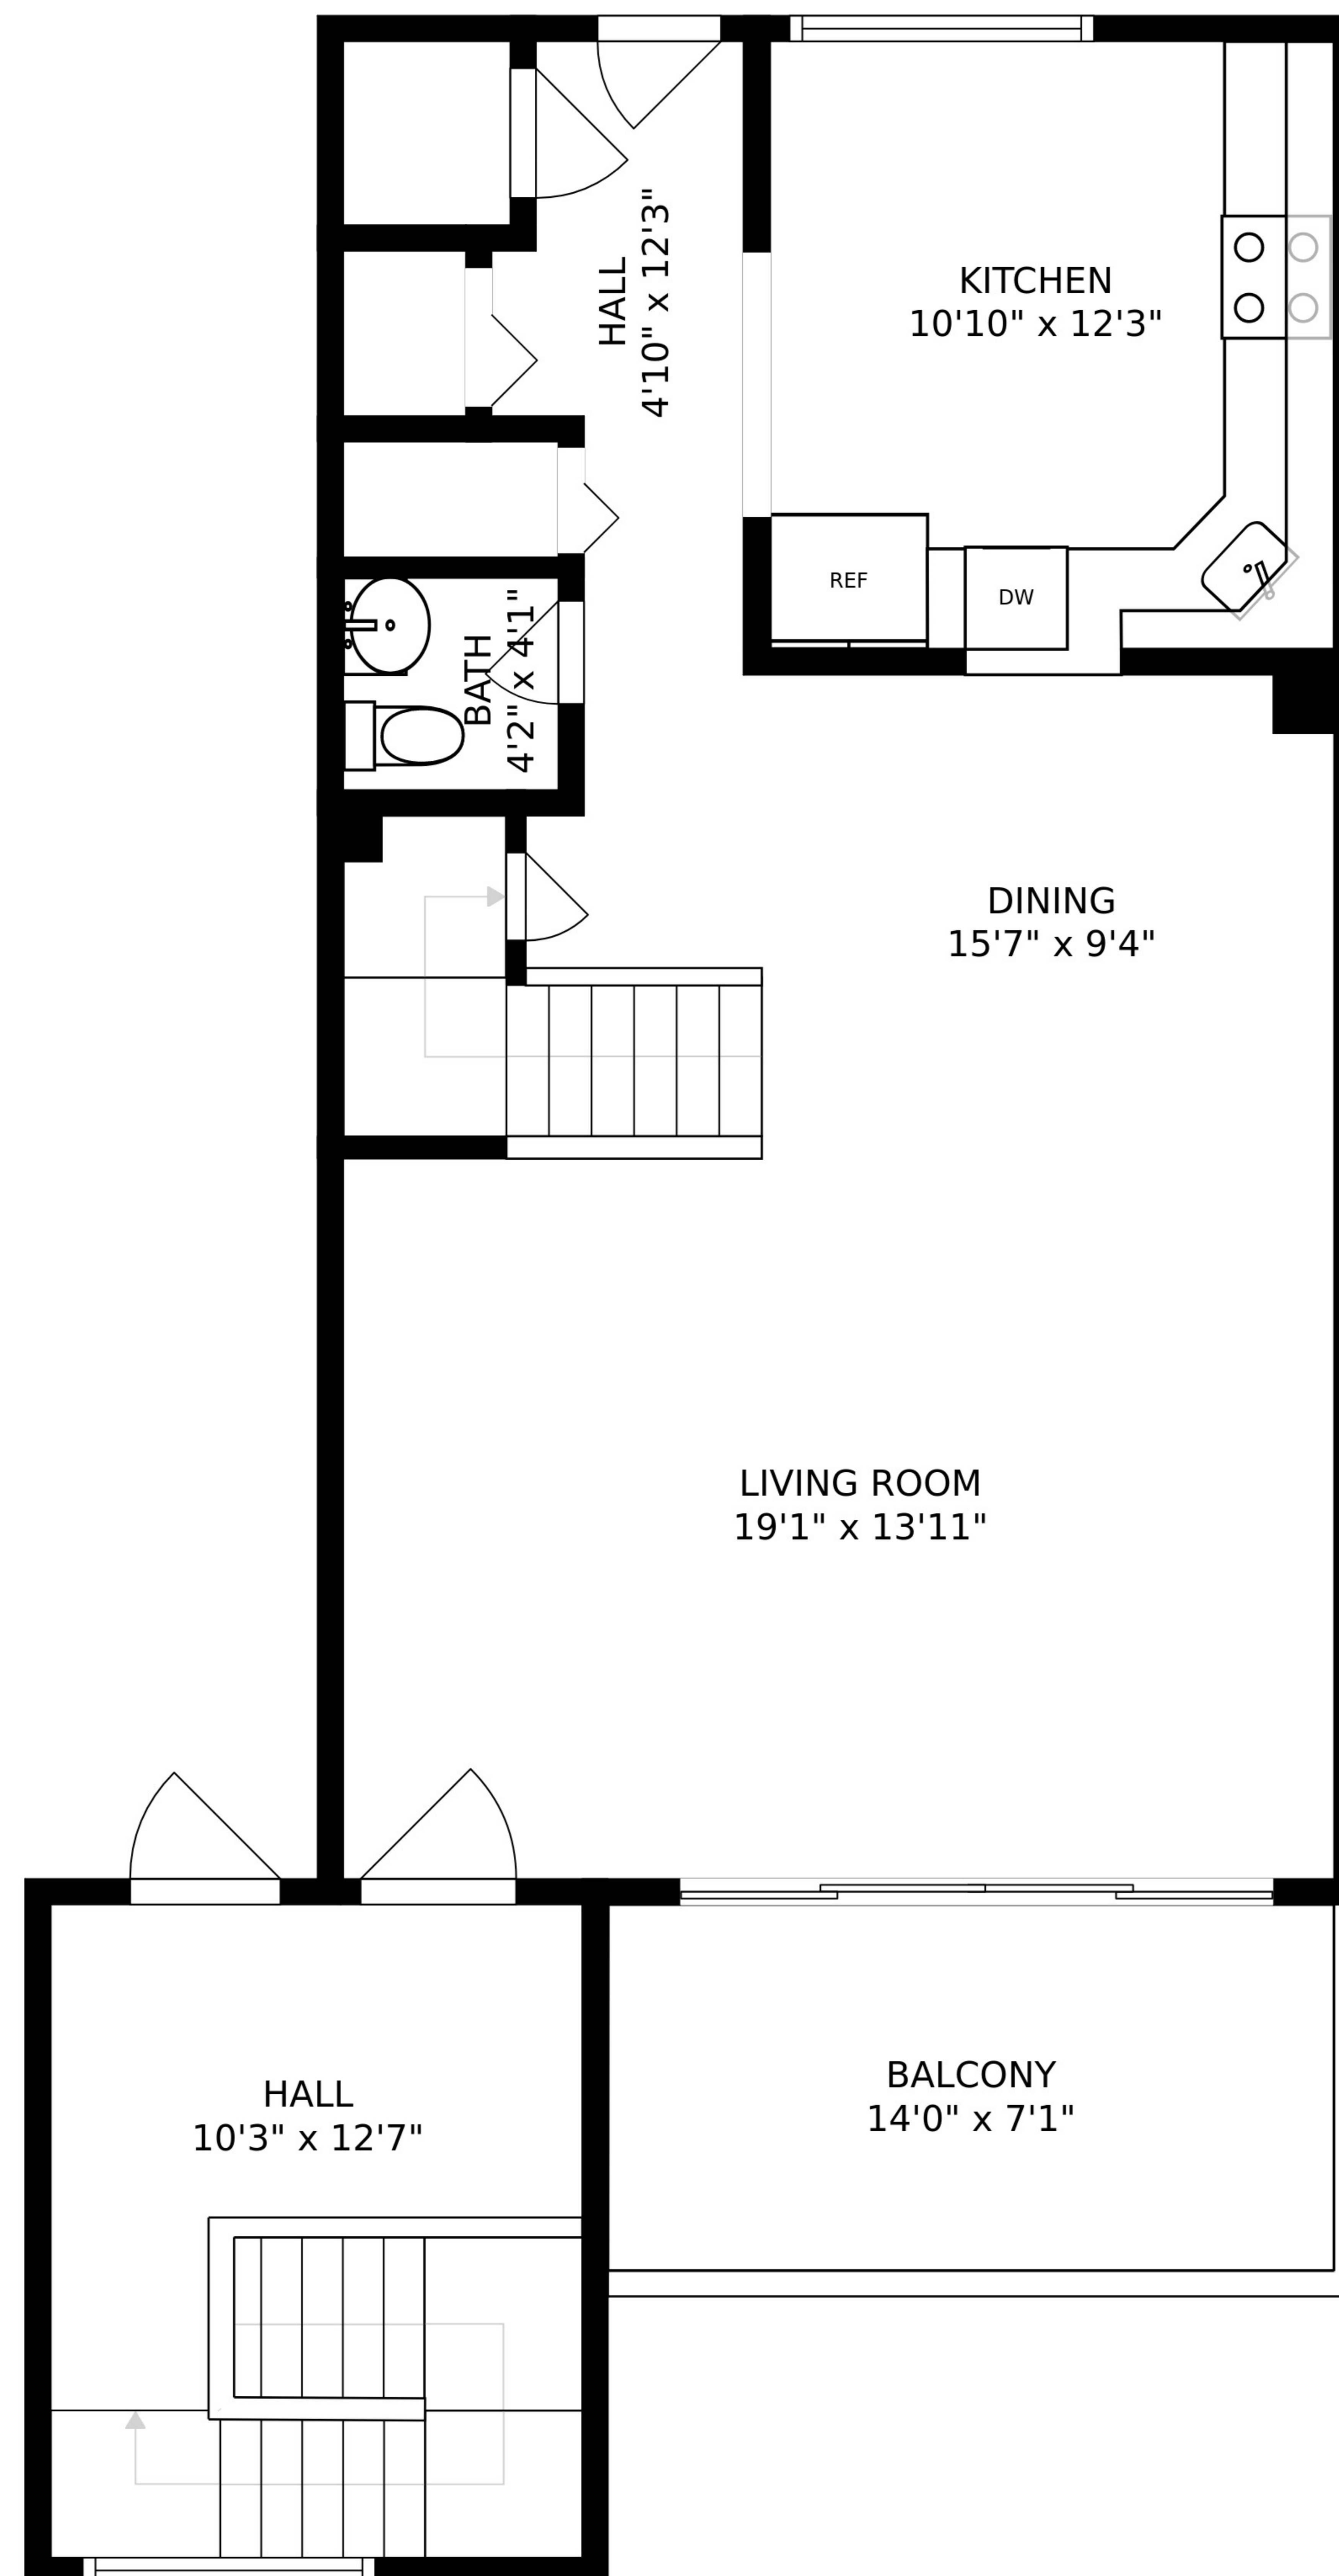 HALL
4'10" x 12'3"
KITCHEN
10'10" x 12'3"
REF
DW
BATH
4'2" x 4'1"
DINING
15'7" x 9'4"
LIVING ROOM
19'1" x 13'11"
HALL
10'3" x 12'7"
BALCONY
14'0" x 7'1"